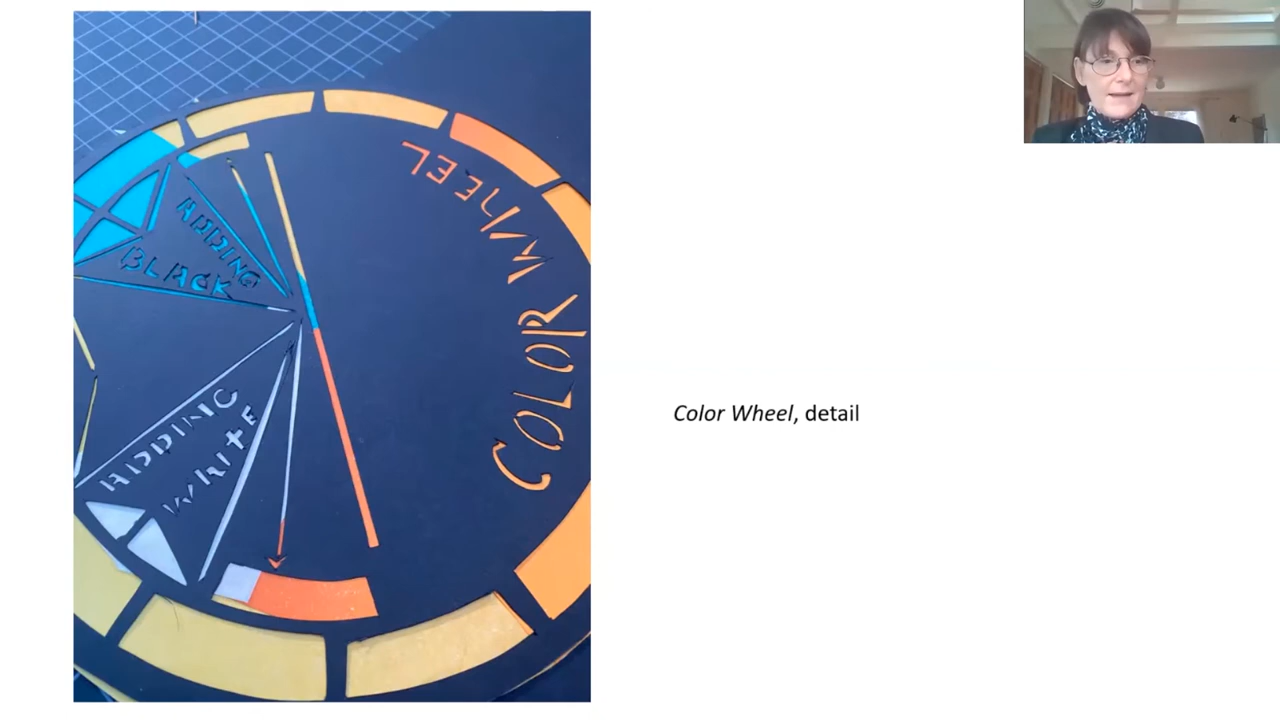 COLOR WHEEL
ADDING
BLACK
ADDING
WHITE
Color Wheel, detail